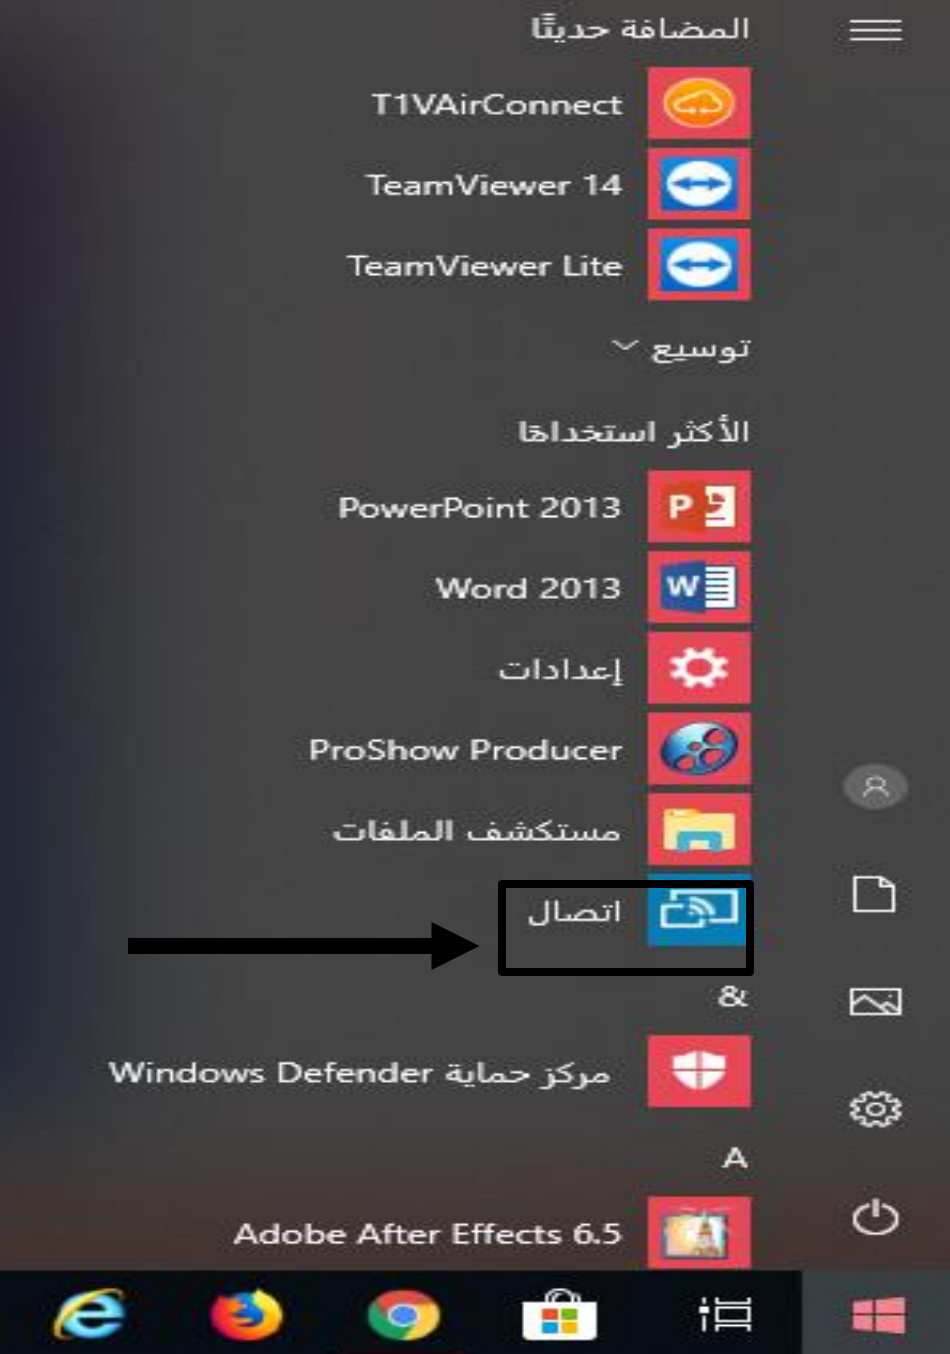 المضافة حديثًا
T1VAirConnect
TeamViewer 14
TeamViewer Lite
توسيع
الأكثر استخدامًا
PowerPoint 2013
Word 2013
إعدادات
ProShow Producer
مستكشف الملفات
اتصال
&
مركز حماية Windows Defender
A
Adobe After Effects 6.5